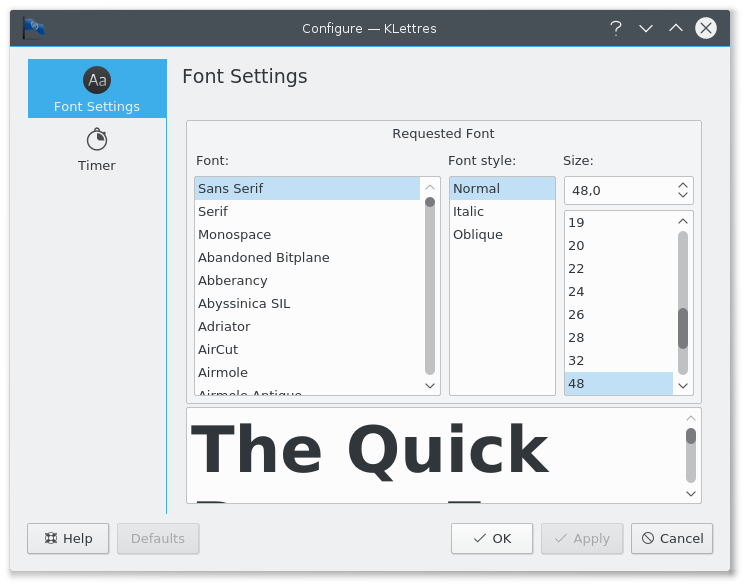 Configure — KLettres
Aa
Font Settings
Timer
Font Settings
Requested Font
Font:
Font style:
Size:
Sans Serif
Serif
Monospace
Abandoned Bitplane
Abberancy
Abyssinica SIL
Adriator
AirCut
Airmole
Airmole Antique
Normal
Italic
Oblique
48,0
19
20
22
24
26
28
32
48
The Quick
Help
Defaults
OK
Apply
Cancel